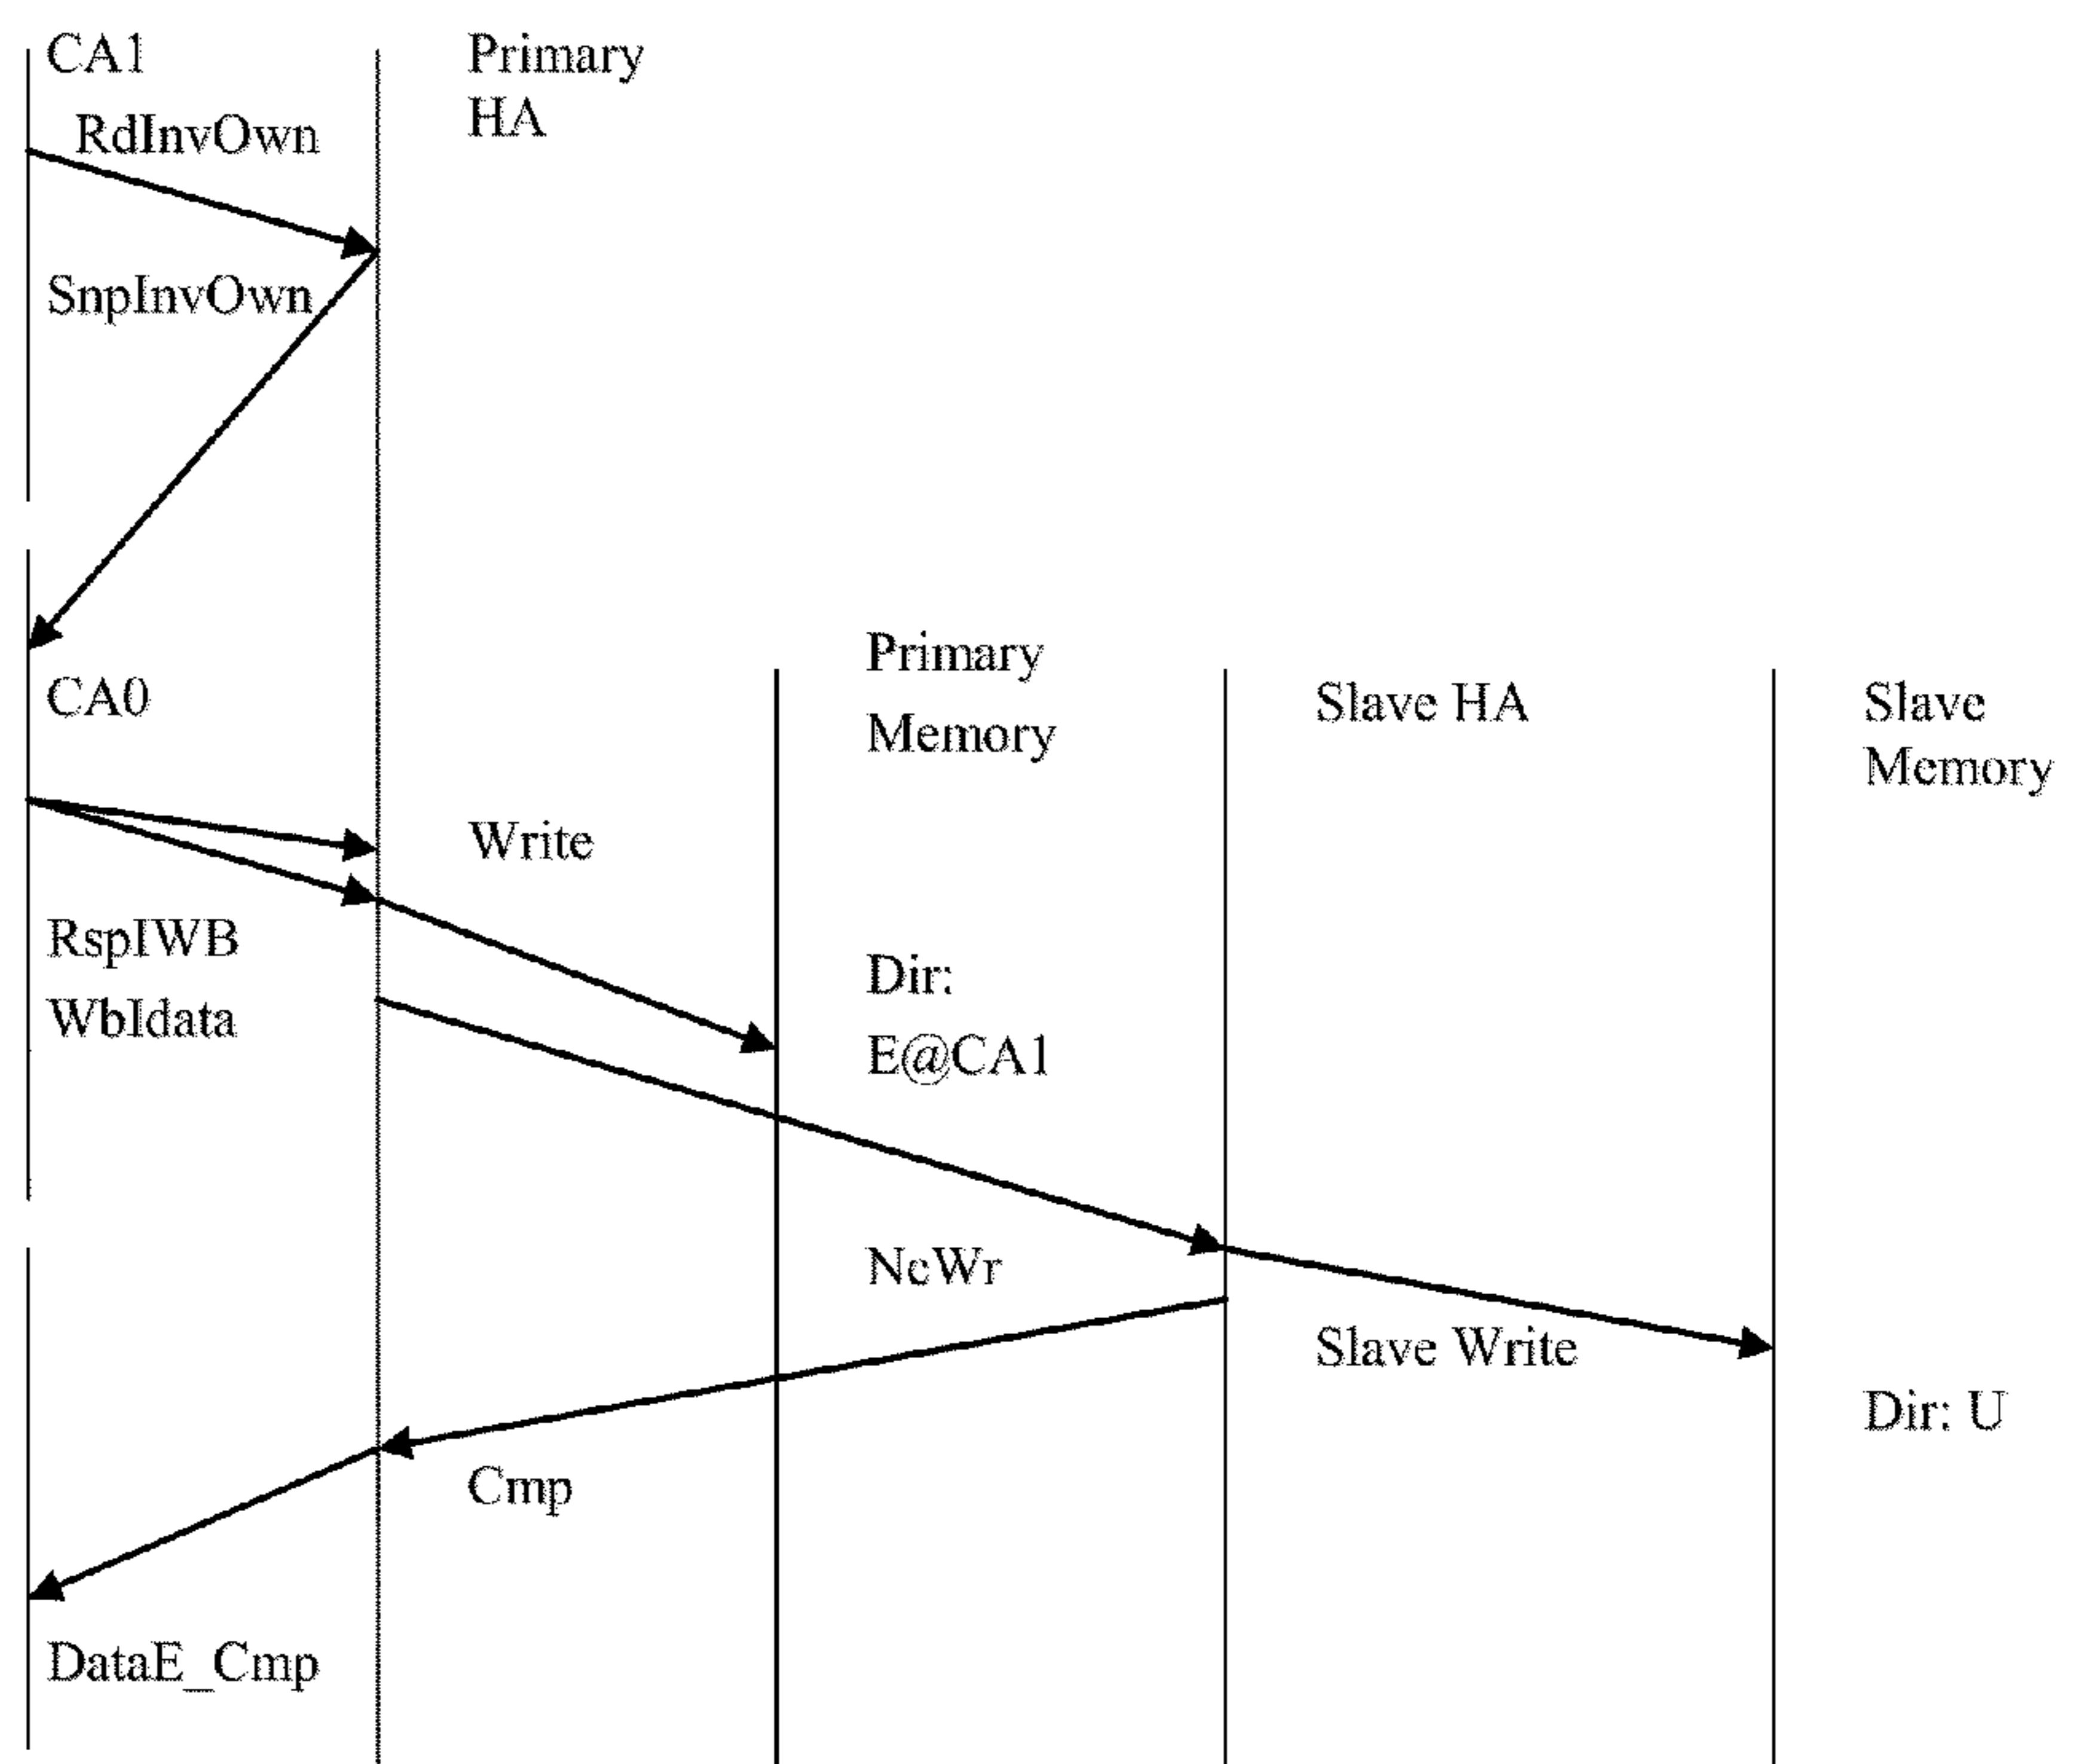 CA1
Primary
HA
RdInvOwn
SnpInvOwn
Primary
Memory
CA0
Slave HA
Slave
Memory
Write
RspIWB
WbIdata
Dir:
E@CA1
NcWr
Slave Write
Dir: U
Cmp
DataE_Cmp